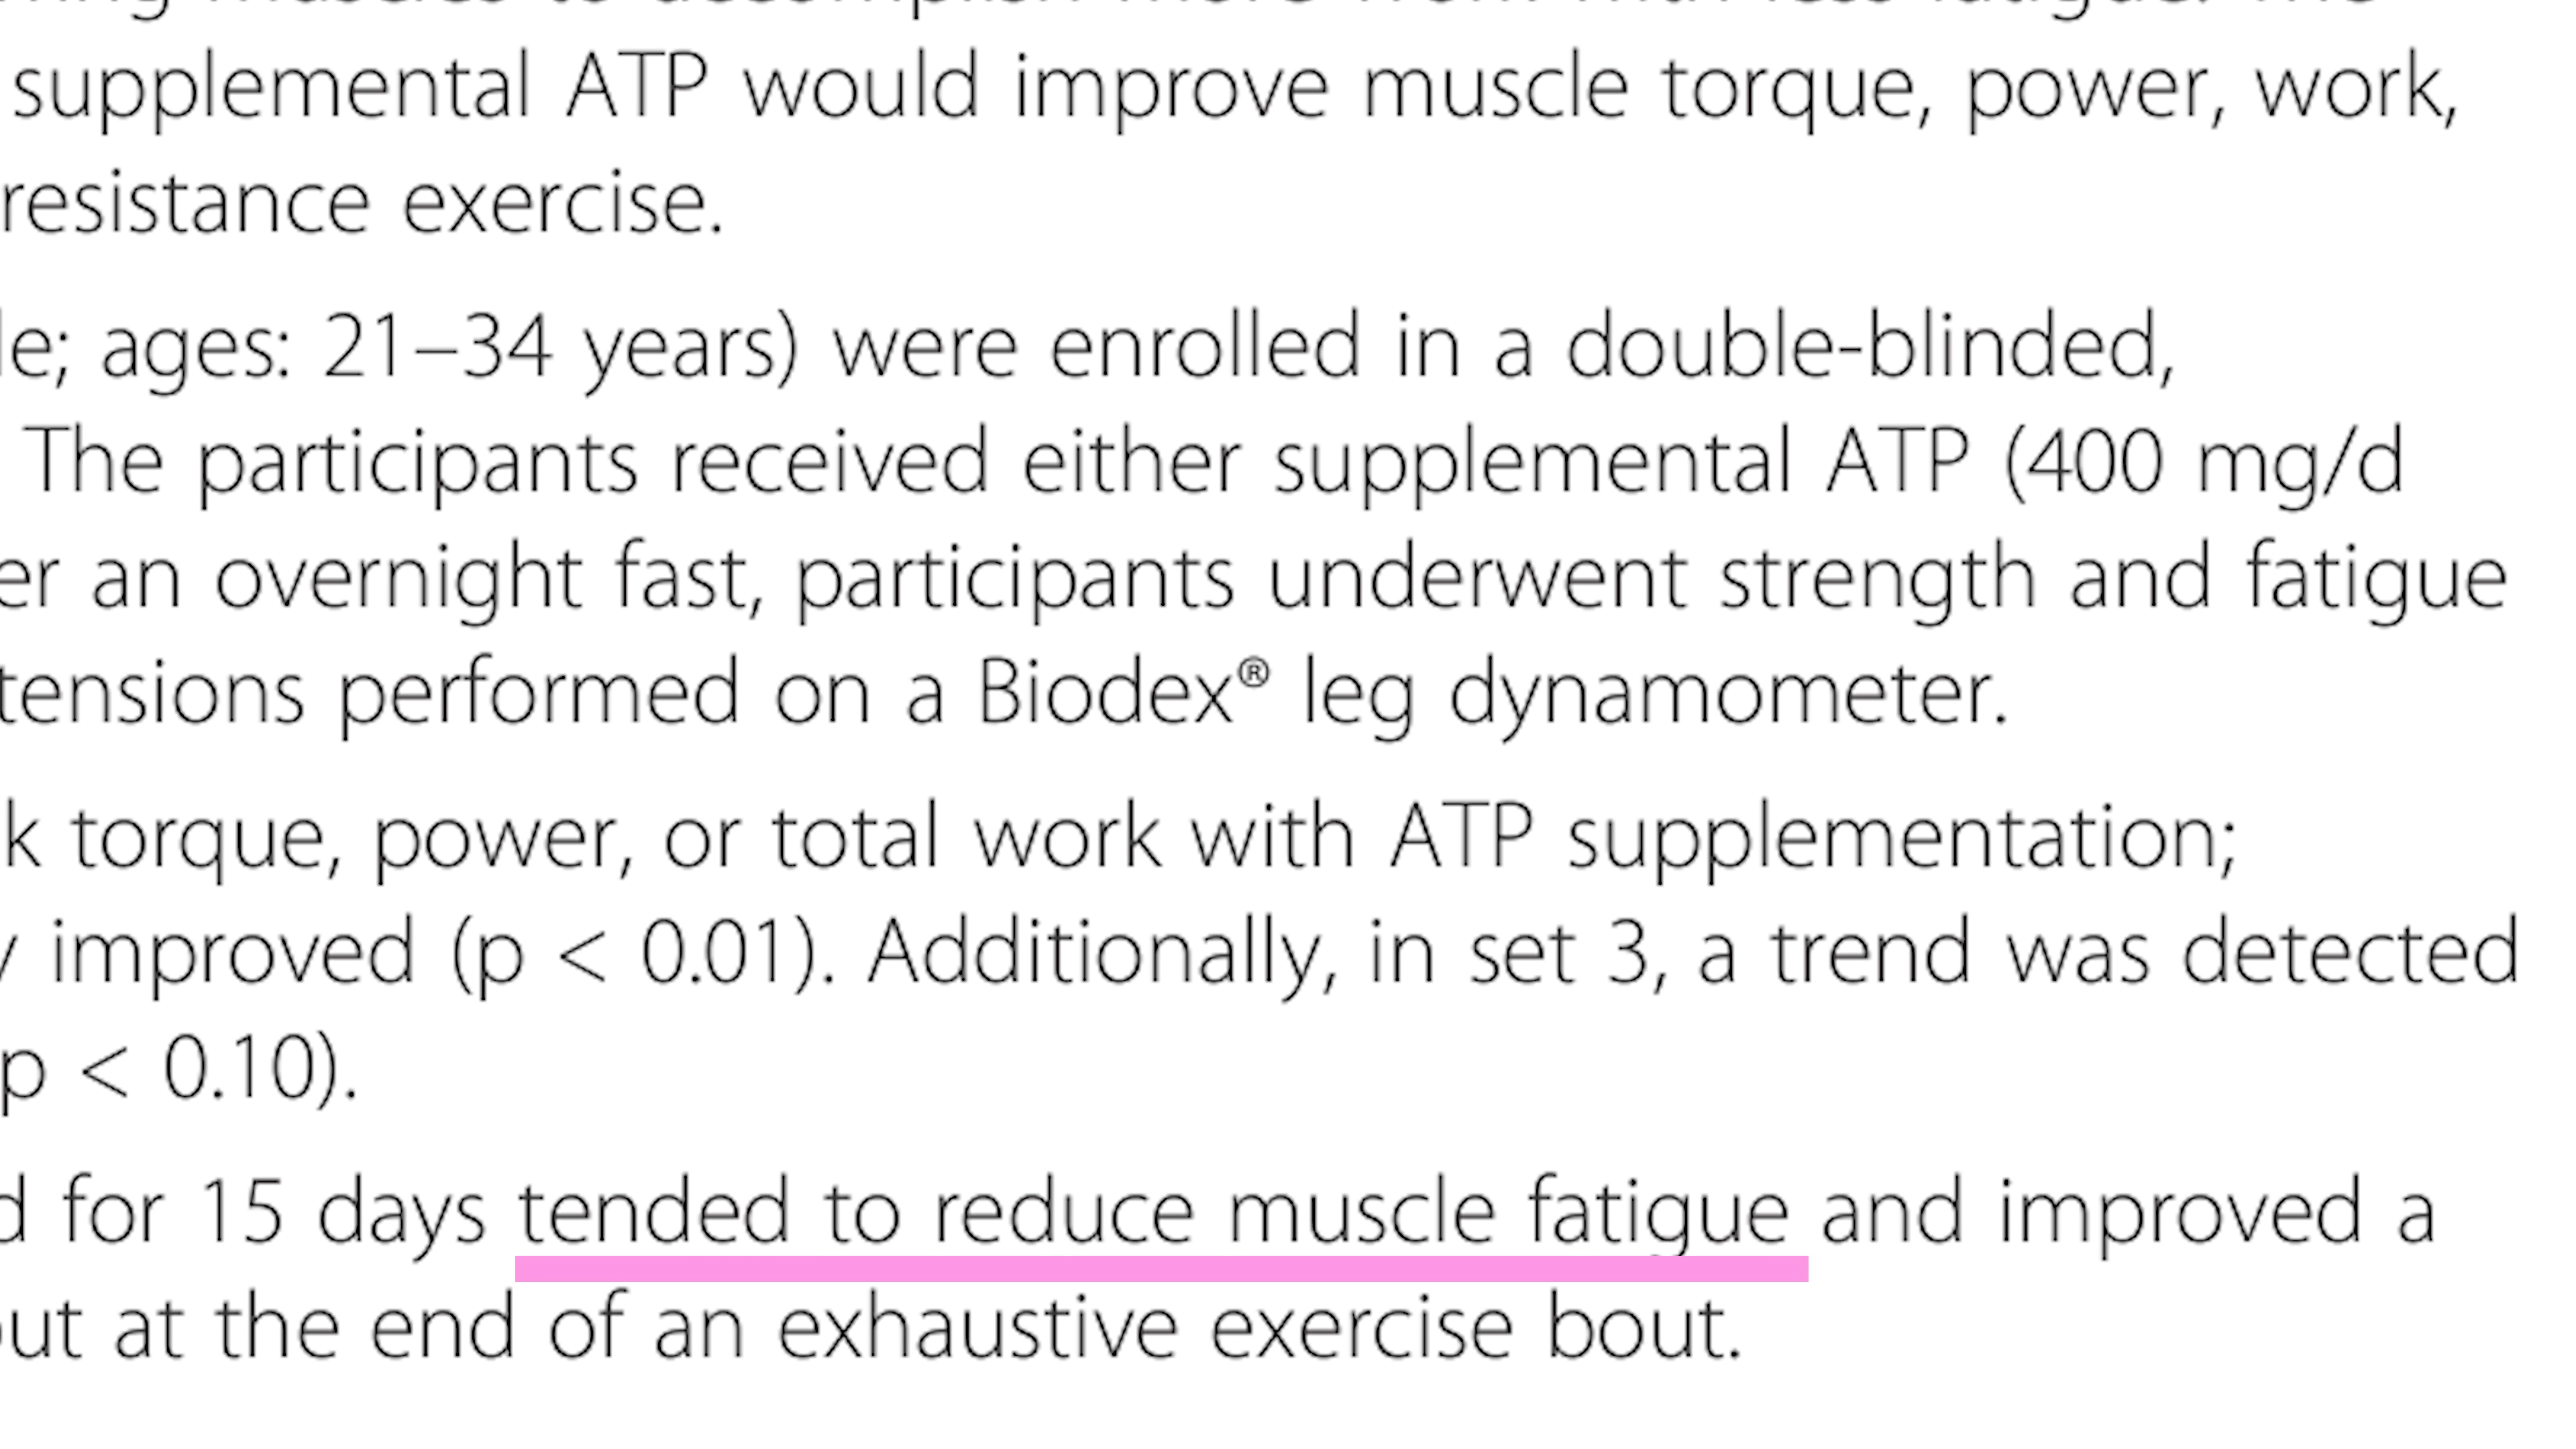 supplemental ATP would improve muscle torque, power, work,
resistance exercise.
le; ages: 21–34 years) were enrolled in a double-blinded,
The participants received either supplemental ATP (400 mg/d
er an overnight fast, participants underwent strength and fatigue
tensions performed on a Biodex® leg dynamometer.
k torque, power, or total work with ATP supplementation;
y improved (p < 0.01). Additionally, in set 3, a trend was detected
p < 0.10).
d for 15 days tended to reduce muscle fatigue and improved a
ut at the end of an exhaustive exercise bout.